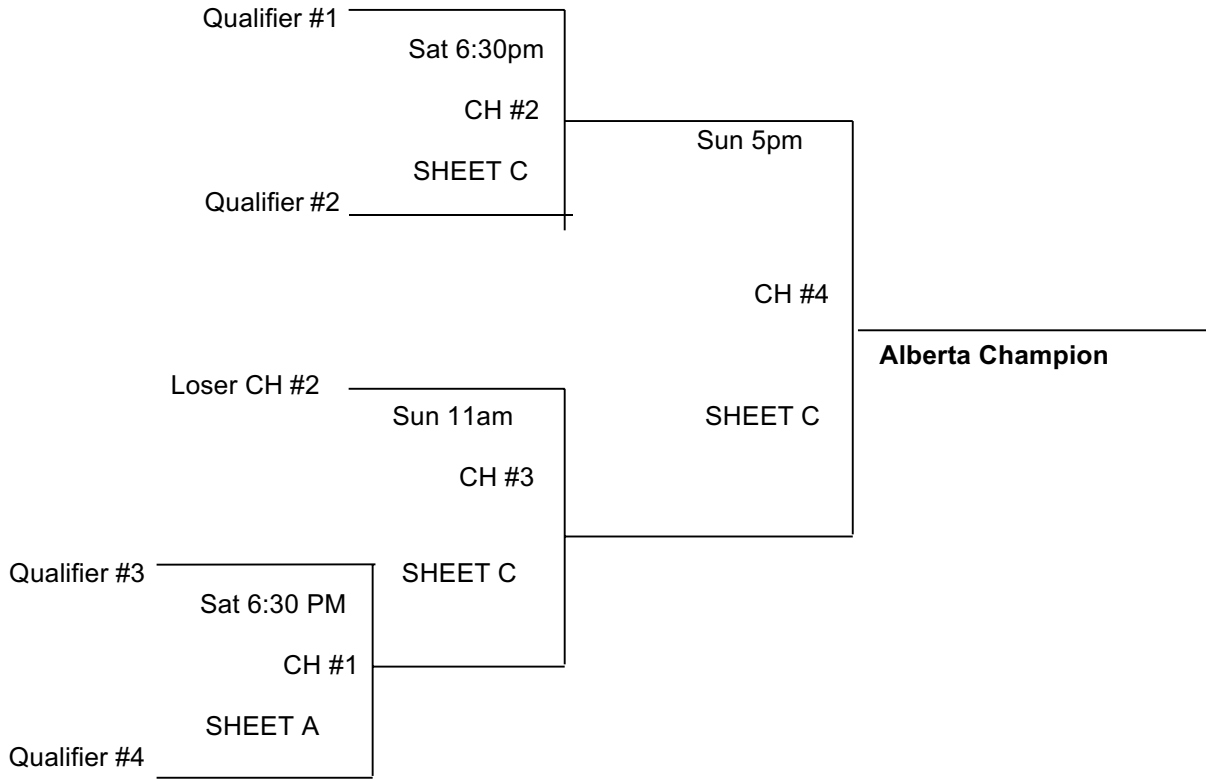 Qualifier #1
Sat 6:30pm
CH #2
Sun 5pm
SHEET C
Qualifier #2
CH #4
Alberta Champion
Loser CH #2
Sun 11am
SHEET C
CH #3
Qualifier #3
SHEET C
Sat 6:30 PM
CH #1
SHEET A
Qualifier #4